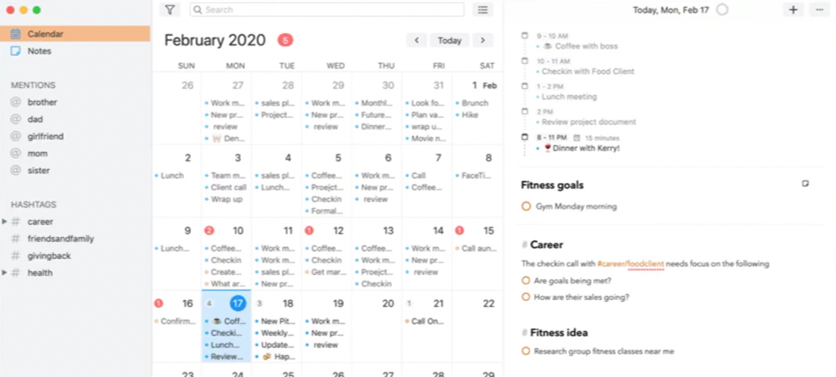 Search
Today, Mon, Feb 17
Calendar
Notes
MENTIONS
@ brother
@ dad
@ girlfriend
@ mom
@ sister
HASHTAGS
# career
# friendsandfamily
# givingback
# health
February 2020 5
Today
SUN MON TUE WED THU FRI SAT
26 27 28 29 30 31 1 Feb
Work m... sales pl... Work m... Monthl... Look fo... Brunch
New pr... Project... New pr... Future... Plan va... Hike
review review Dinner... wrap u...
Den... Movie n...
2 3 4 5 6 7 8
Lunch Team m... sales pl... Coffee... Work m... Call FaceTi...
Client call Lunch... Proejct... New pr... Coffee...
Wrap up Checkin review
Formal...
9 2 10 11 1 12 13 14 1 15
Lunch... Coffee... Work m... Coffee... Coffee... Work m... Call aun...
Checkin Work m... Checkin Work m... New pr...
Create... sales pl... Get mar... Proejct... review
What ar... New pr... Checkin
1 16 4 17 3 18 19 20 1 21 22
Confirm... Coff... New Pit... Work m... Call On...
Checki... Weekly... New pr...
Lunch... Update... review
Review... Hap...
23 24 25 26 27 28 29
9 - 10 AM
Coffee with boss
10 - 11 AM
Checkin with Food Client
1 - 2 PM
Lunch meeting
2 PM
Review project document
8 - 11 PM 15 minutes
Dinner with Kerry!
Fitness goals
Gym Monday morning
# Career
The checkin call with #career/foodclient needs focus on the following
Are goals being met?
How are their sales going?
# Fitness idea
Research group fitness classes near me